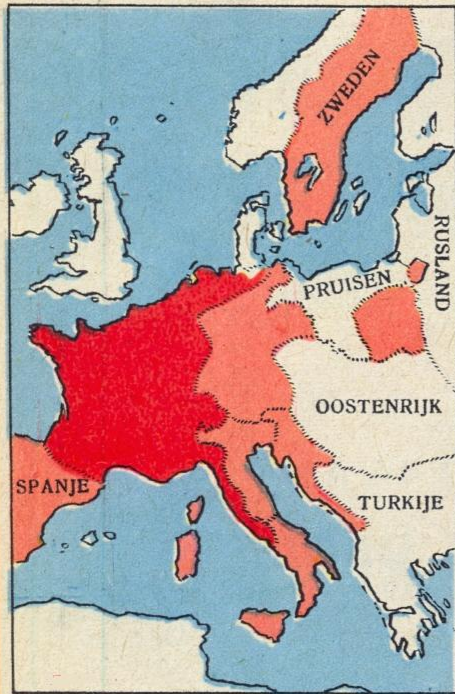 ZWEDEN
RUSLAND
PRUISEN
OOSTENRIJK
SPANJE
TURKIJE